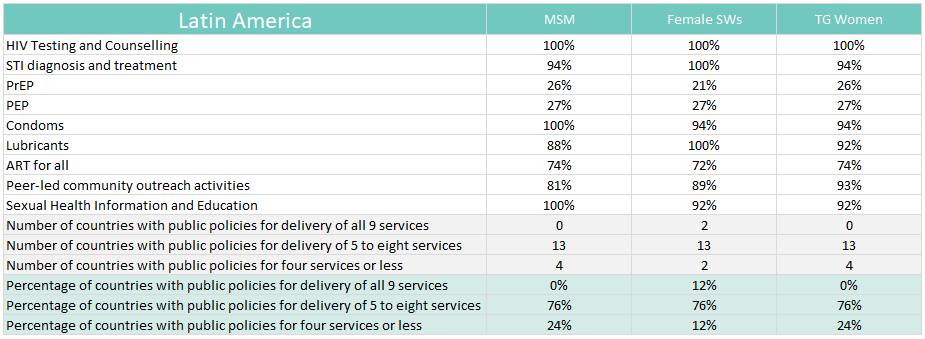 Latin America MSM Female SWs TG Women
HIV Testing and Counselling 100% 100% 100%
STI diagnosis and treatment 94% 100% 94%
PrEP 26% 21% 26%
PEP 27% 27% 27%
Condoms 100% 94% 94%
Lubricants 88% 100% 92%
ART for all 74% 72% 74%
Peer-led community outreach activities 81% 89% 93%
Sexual Health Information and Education 100% 92% 92%
Number of countries with public policies for delivery of all 9 services 0 2 0
Number of countries with public policies for delivery of 5 to eight services 13 13 13
Number of countries with public policies for four services or less 4 2 4
Percentage of countries with public policies for delivery of all 9 services 0% 12% 0%
Percentage of countries with public policies for delivery of 5 to eight services 76% 76% 76%
Percentage of countries with public policies for four services or less 24% 12% 24%